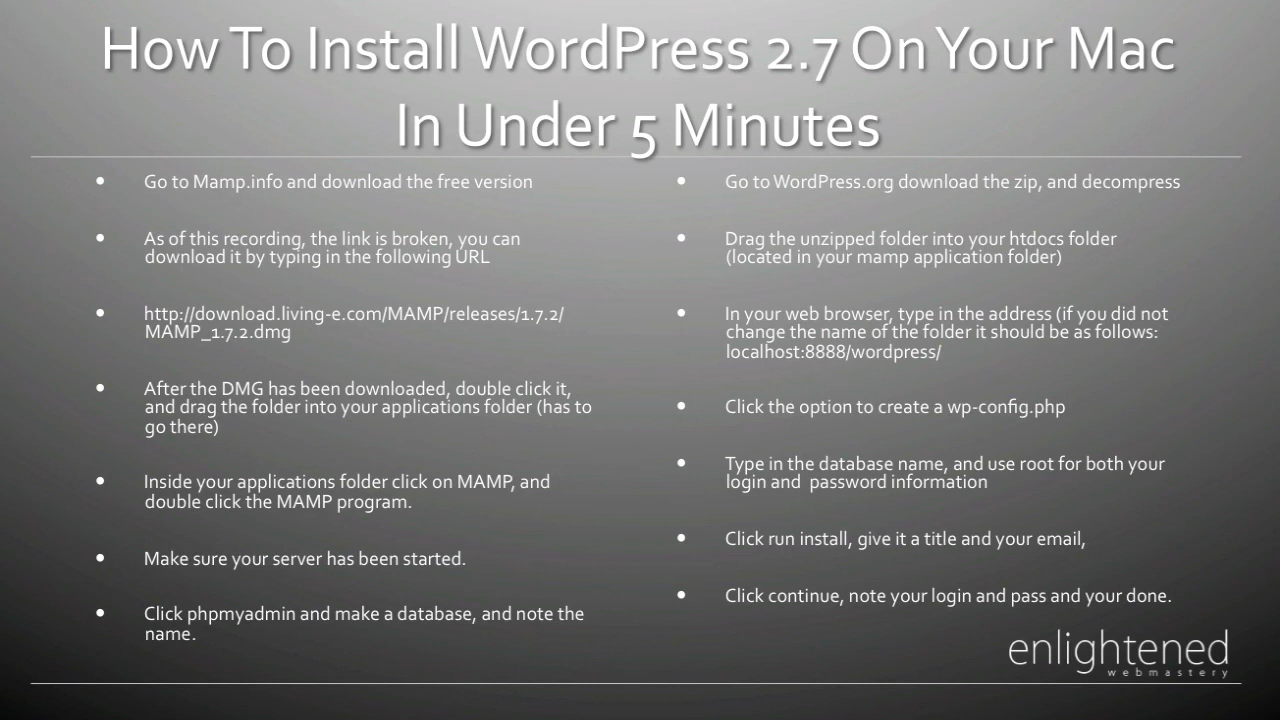 How To Install WordPress 2.7 On Your Mac
In Under 5 Minutes
• Go to Mamp.info and download the free version
• As of this recording, the link is broken, you can
download it by typing in the following URL
• http://download.living-e.com/MAMP/releases/1.7.2/
MAMP_1.7.2.dmg
• After the DMG has been downloaded, double click it,
and drag the folder into your applications folder (has to
go there)
• Inside your applications folder click on MAMP, and
double click the MAMP program.
• Make sure your server has been started.
• Click phpmyadmin and make a database, and note the
name.
• Go to WordPress.org download the zip, and decompress
• Drag the unzipped folder into your htdocs folder
(located in your mamp application folder)
• In your web browser, type in the address (if you did not
change the name of the folder it should be as follows:
localhost:8888/wordpress/
• Click the option to create a wp-config.php
• Type in the database name, and use root for both your
login and  password information
• Click run install, give it a title and your email,
• Click continue, note your login and pass and your done.
enlightened
webmastery